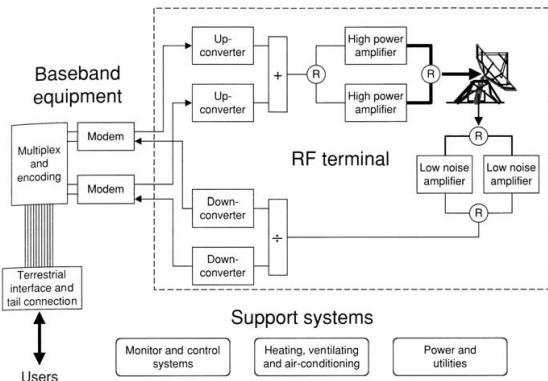 Up-
converter
High power
amplifier
Baseband
equipment
+
R
R
Up-
converter
High power
amplifier
Modem
Multiplex
and
encoding
RF terminal
R
Low noise
amplifier
Low noise
amplifier
Modem
Down-
converter
R
÷
Down-
converter
Terrestrial
interface and
tail connection
Support systems
Monitor and control
systems
Heating, ventilating
and air-conditioning
Power and
utilities
Users